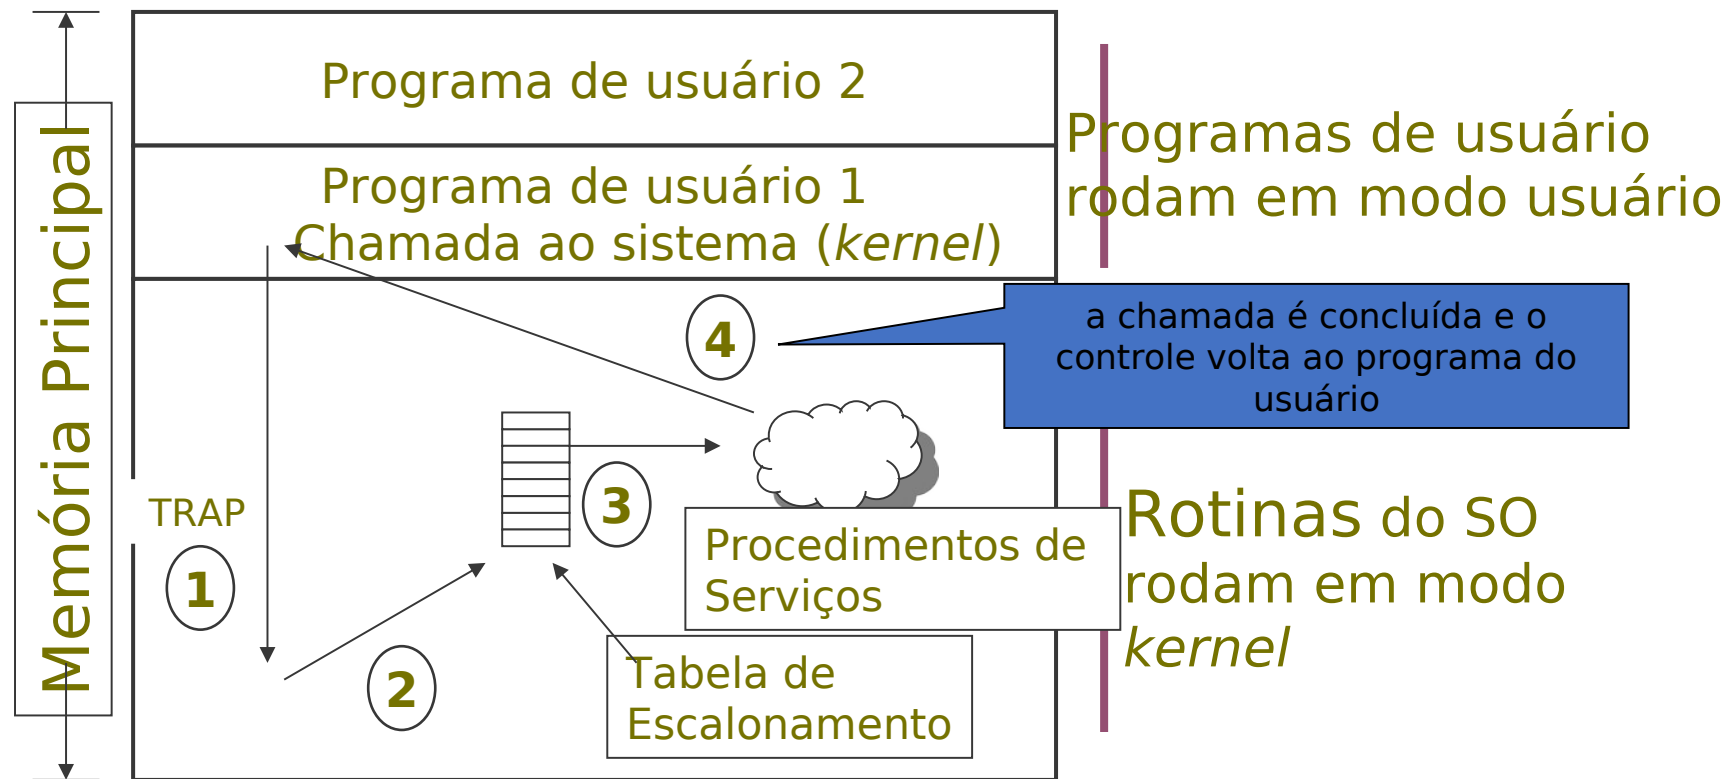 Memória Principal
Programa de usuário 2
Programa de usuário 1
Chamada ao sistema (kernel)
Programas de usuário
rodam em modo usuário
4
a chamada é concluída e o
controle volta ao programa do
usuário
TRAP
1
2
3
Procedimentos de
Serviços
Tabela de
Escalonamento
Rotinas do SO
rodam em modo
kernel